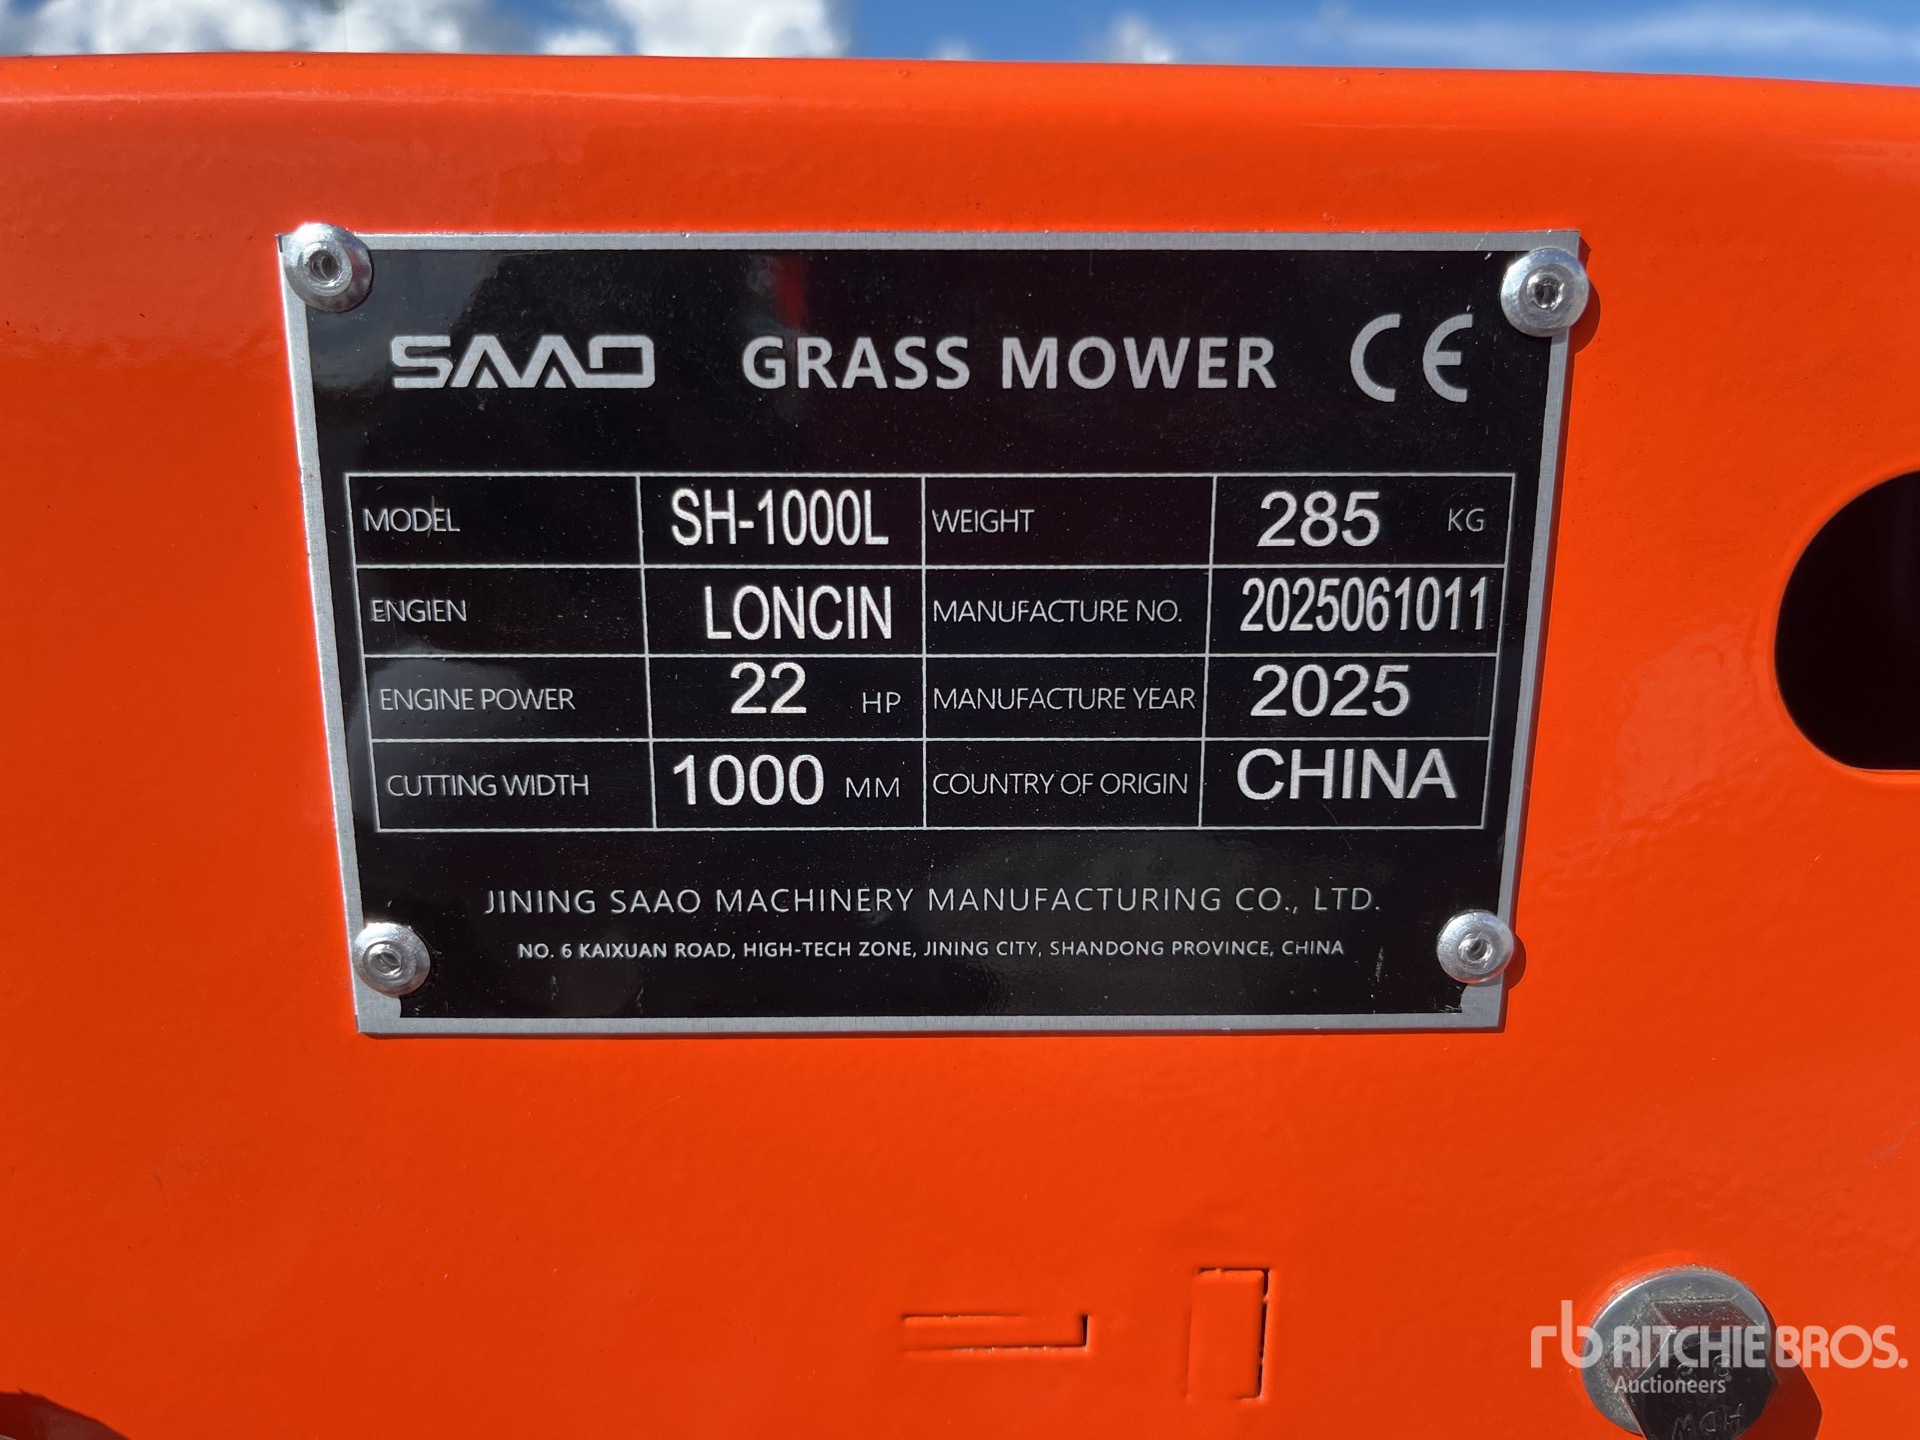 SAAO GRASS MOWER CE
MODEL SH-1000L WEIGHT 285 KG
ENGIEN LONCIN MANUFACTURE NO. 2025061011
ENGINE POWER 22 HP MANUFACTURE YEAR 2025
CUTTING WIDTH 1000 MM COUNTRY OF ORIGIN CHINA
JINING SAAO MACHINERY MANUFACTURING CO., LTD.
NO. 6 KAIXUAN ROAD, HIGH-TECH ZONE, JINING CITY, SHANDONG PROVINCE, CHINA
rb RITCHIE BROS.
Auctioneers